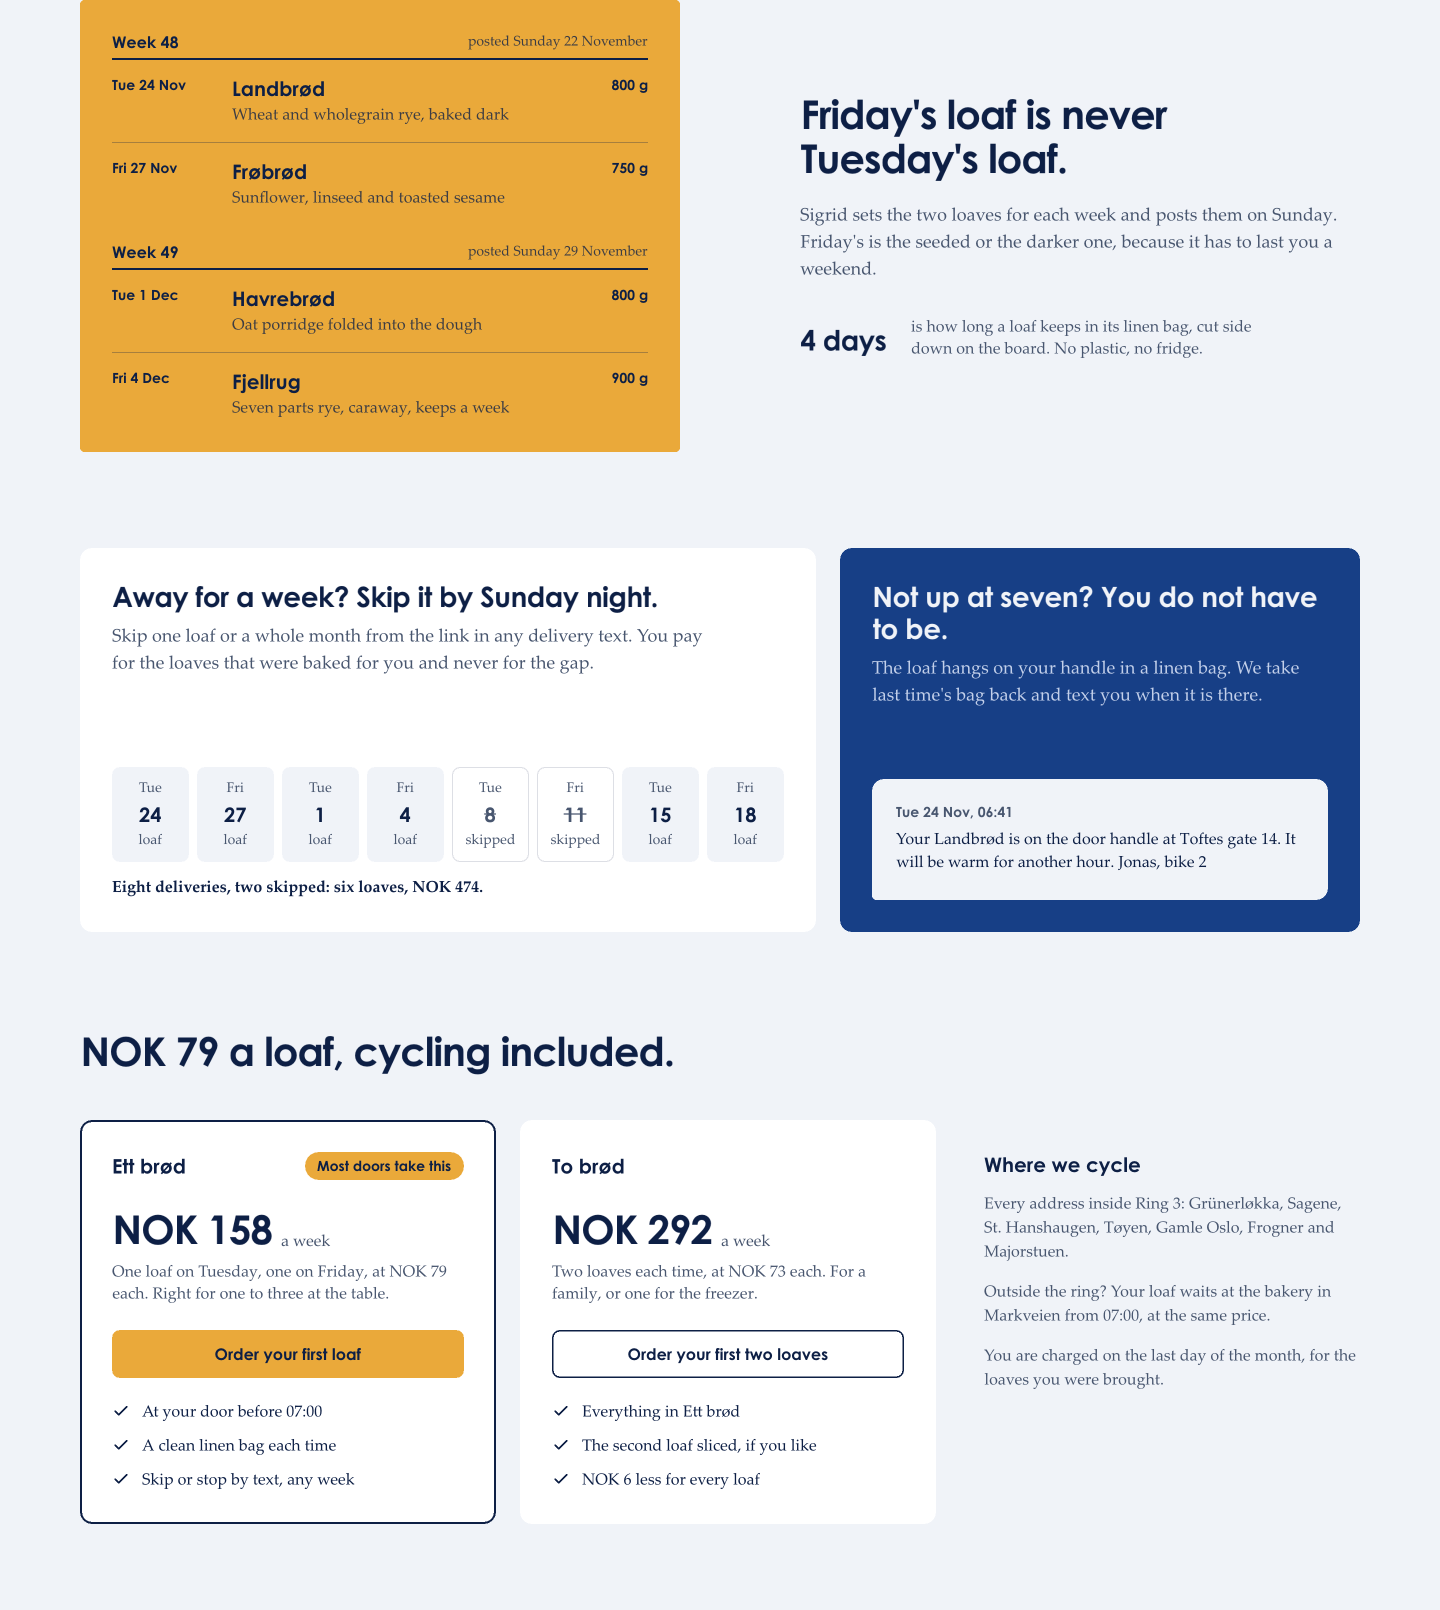 Week 48
posted Sunday 22 November
Tue 24 Nov
Landbrød
800 g
Wheat and wholegrain rye, baked dark
Fri 27 Nov
Frøbrød
750 g
Sunflower, linseed and toasted sesame
Week 49
posted Sunday 29 November
Tue 1 Dec
Havrebrød
800 g
Oat porridge folded into the dough
Fri 4 Dec
Fjellrug
900 g
Seven parts rye, caraway, keeps a week
Friday's loaf is never
Tuesday's loaf.
Sigrid sets the two loaves for each week and posts them on Sunday.
Friday's is the seeded or the darker one, because it has to last you a
weekend.
4 days
is how long a loaf keeps in its linen bag, cut side
down on the board. No plastic, no fridge.
Away for a week? Skip it by Sunday night.
Skip one loaf or a whole month from the link in any delivery text. You pay
for the loaves that were baked for you and never for the gap.
Tue
24
loaf
Fri
27
loaf
Tue
1
loaf
Fri
4
loaf
Tue
8
skipped
Fri
11
skipped
Tue
15
loaf
Fri
18
loaf
Eight deliveries, two skipped: six loaves, NOK 474.
Not up at seven? You do not have
to be.
The loaf hangs on your handle in a linen bag. We take
last time's bag back and text you when it is there.
Tue 24 Nov, 06:41
Your Landbrød is on the door handle at Toftes gate 14. It
will be warm for another hour. Jonas, bike 2
NOK 79 a loaf, cycling included.
Ett brød
Most doors take this
NOK 158 a week
One loaf on Tuesday, one on Friday, at NOK 79
each. Right for one to three at the table.
Order your first loaf
At your door before 07:00
A clean linen bag each time
Skip or stop by text, any week
To brød
NOK 292 a week
Two loaves each time, at NOK 73 each. For a
family, or one for the freezer.
Order your first two loaves
Everything in Ett brød
The second loaf sliced, if you like
NOK 6 less for every loaf
Where we cycle
Every address inside Ring 3: Grünerløkka, Sagene,
St. Hanshaugen, Tøyen, Gamle Oslo, Frogner and
Majorstuen.
Outside the ring? Your loaf waits at the bakery in
Markveien from 07:00, at the same price.
You are charged on the last day of the month, for the
loaves you were brought.